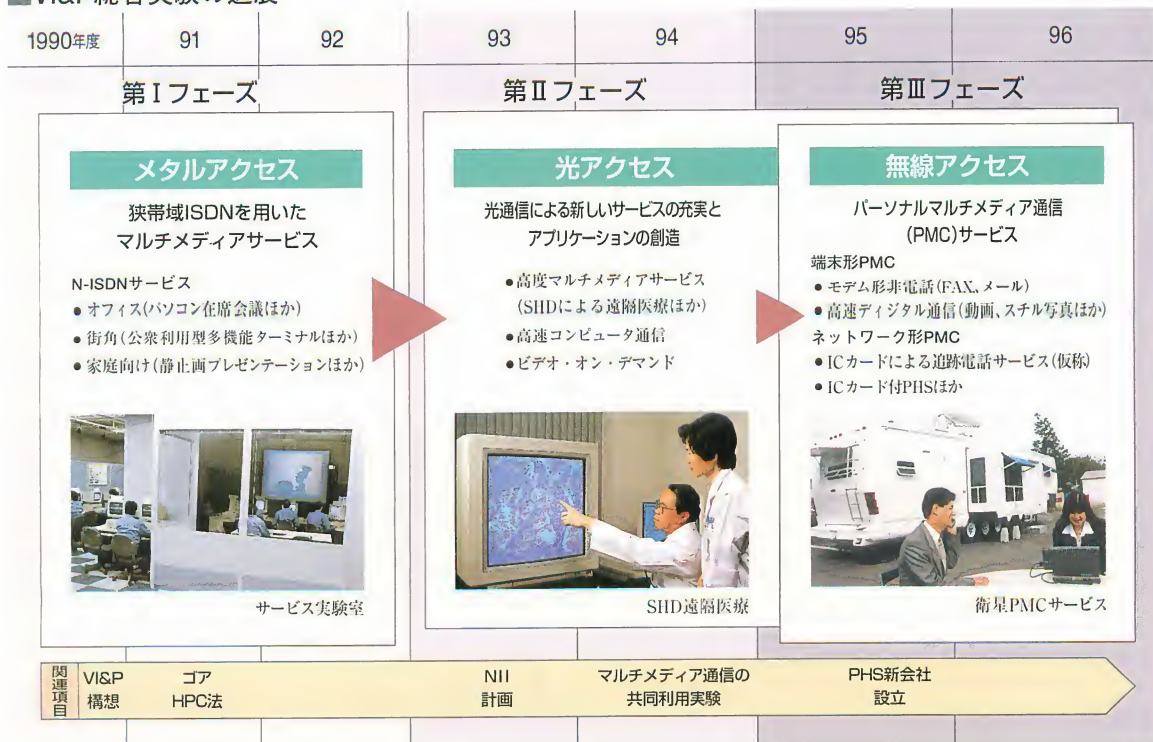 ■VI&P総合実験の進展
1990年度 91 92 93 94 95 96
第Ⅰフェーズ 第Ⅱフェーズ 第Ⅲフェーズ
メタルアクセス
狭帯域ISDNを用いた
マルチメディアサービス
N-ISDNサービス
●オフィス(パソコン在席会議ほか)
●街角(公衆利用型多機能ターミナルほか)
●家庭向け(静止画プレゼンテーションほか)
サービス実験室
光アクセス
光通信による新しいサービスの充実と
アプリケーションの創造
●高度マルチメディアサービス
(SHDによる遠隔医療ほか)
●高速コンピュータ通信
●ビデオ・オン・デマンド
SHD遠隔医療
無線アクセス
パーソナルマルチメディア通信
(PMC)サービス
端末形PMC
●モデム形非電話(FAX、メール)
●高速ディジタル通信(動画、スチル写真ほか)
ネットワーク形PMC
●ICカードによる追跡電話サービス(仮称)
●ICカード付PHSほか
衛星PMCサービス
関連項目
VI&P
構想
ゴア
HPC法
NII
計画
マルチメディア通信の
共同利用実験
PHS新会社
設立